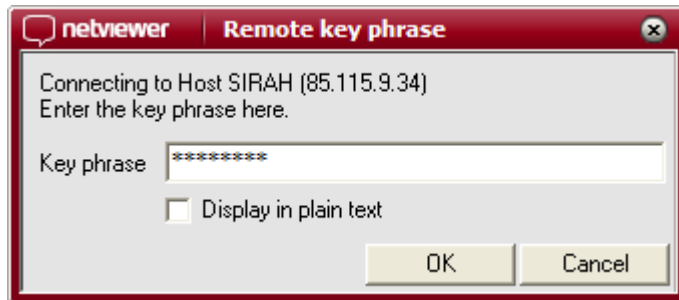 netviewer Remote key phrase
Connecting to Host SIRAH (85.115.9.34)
Enter the key phrase here.
Key phrase ********
Display in plain text
OK Cancel